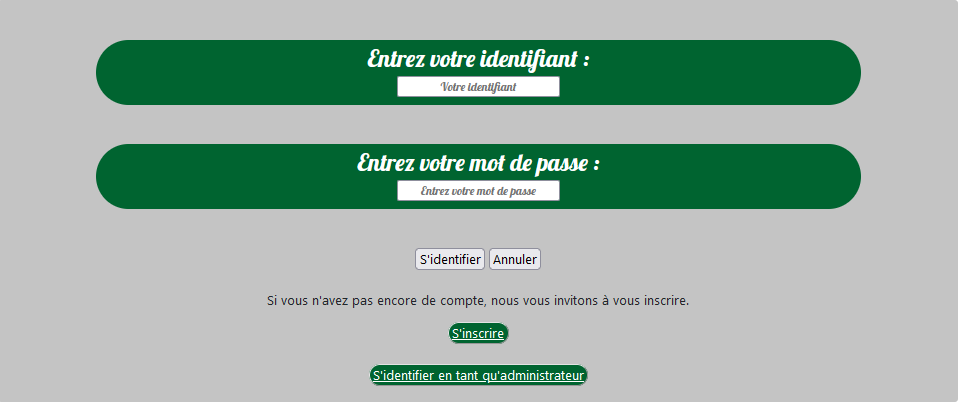 Entrez votre identifiant :
Votre identifiant
Entrez votre mot de passe :
Entrez votre mot de passe
S'identifier Annuler
Si vous n'avez pas encore de compte, nous vous invitons à vous inscrire.
S'inscrire
S'identifier en tant qu'administrateur